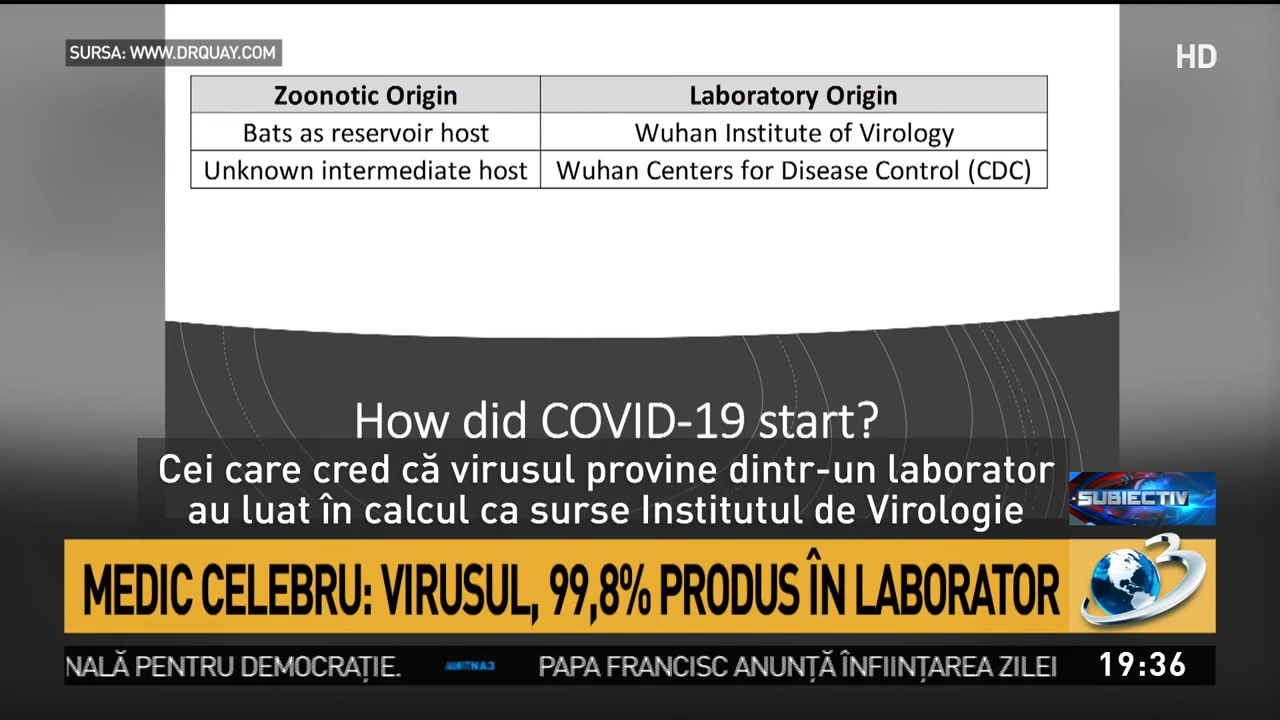 SURSA: WWW.DRQUAY.COM
HD
Zoonotic Origin Laboratory Origin
Bats as reservoir host Wuhan Institute of Virology
Unknown intermediate host Wuhan Centers for Disease Control (CDC)
How did COVID-19 start?
Cei care cred că virusul provine dintr-un laborator
au luat în calcul ca surse Institutul de Virologie
SUBIECTIV
MEDIC CELEBRU: VIRUSUL, 99,8% PRODUS ÎN LABORATOR
3
NALĂ PENTRU DEMOCRAȚIE. PAPA FRANCISC ANUNȚĂ ÎNFIINȚAREA ZILEI 19:36